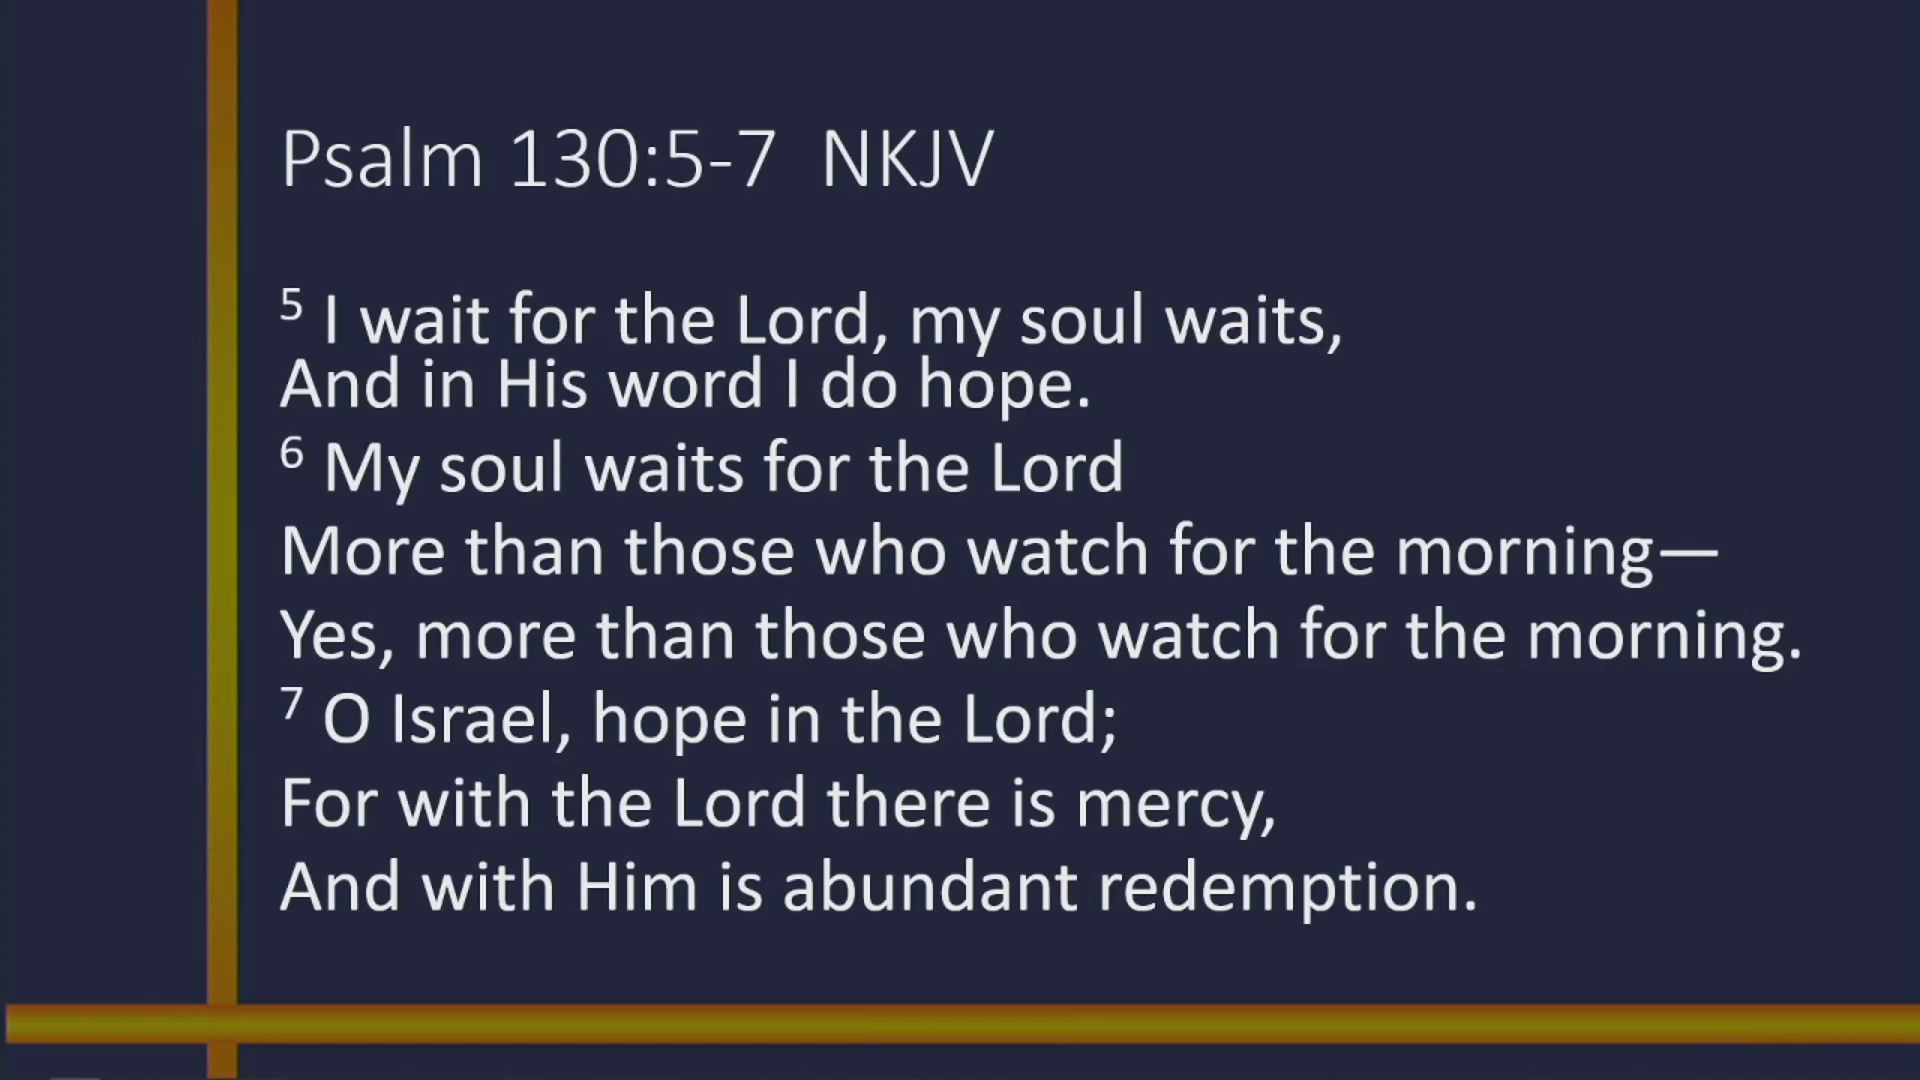 Psalm 130:5-7 NKJV
5 I wait for the Lord, my soul waits,
And in His word I do hope.
6 My soul waits for the Lord
More than those who watch for the morning—
Yes, more than those who watch for the morning.
7 O Israel, hope in the Lord;
For with the Lord there is mercy,
And with Him is abundant redemption.